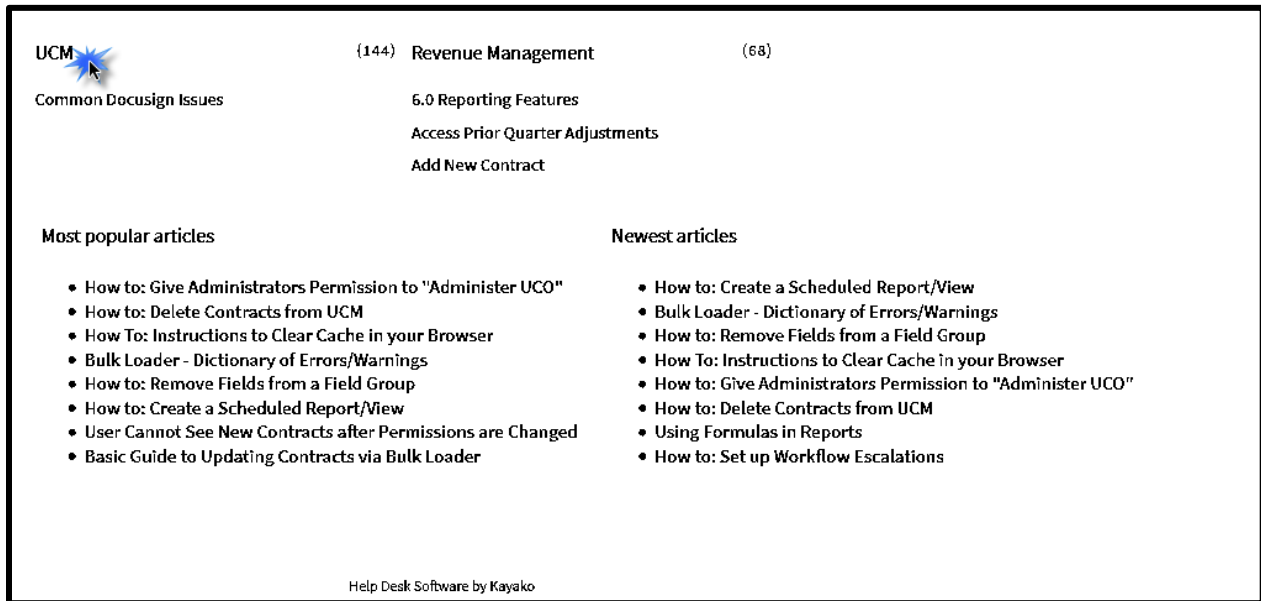 UCM (144) Revenue Management (68)
Common Docusign Issues
6.0 Reporting Features
Access Prior Quarter Adjustments
Add New Contract
Most popular articles
• How to: Give Administrators Permission to "Administer UCO"
• How to: Delete Contracts from UCM
• How To: Instructions to Clear Cache in your Browser
• Bulk Loader - Dictionary of Errors/Warnings
• How to: Remove Fields from a Field Group
• How to: Create a Scheduled Report/View
• User Cannot See New Contracts after Permissions are Changed
• Basic Guide to Updating Contracts via Bulk Loader
Newest articles
• How to: Create a Scheduled Report/View
• Bulk Loader - Dictionary of Errors/Warnings
• How to: Remove Fields from a Field Group
• How To: Instructions to Clear Cache in your Browser
• How to: Give Administrators Permission to "Administer UCO"
• How to: Delete Contracts from UCM
• Using Formulas in Reports
• How to: Set up Workflow Escalations
Help Desk Software by Kayako